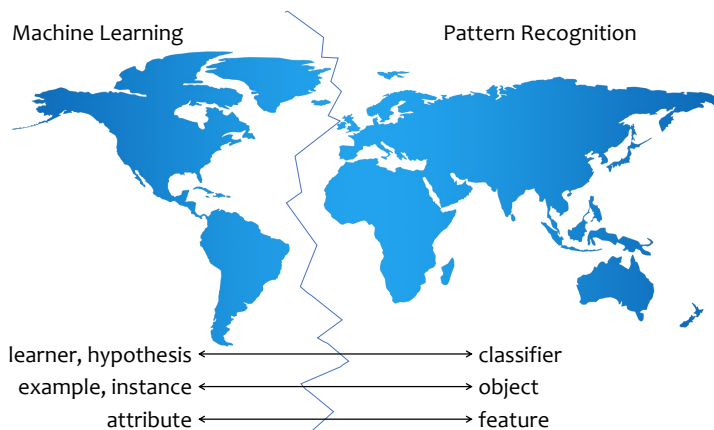 Machine Learning
Pattern Recognition
learner, hypothesis classifier
example, instance object
attribute feature